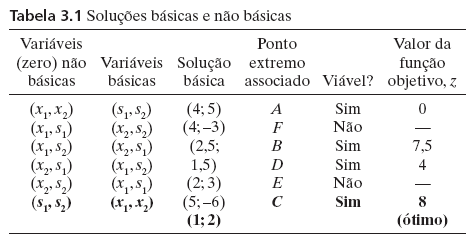 Tabela 3.1 Soluções básicas e não básicas
Variáveis (zero) não básicas | Variáveis básicas | Solução básica | Ponto extremo associado | Viável? | Valor da função objetivo, z
(x₁, x₂) (s₁, s₂) (4; 5) A Sim 0
(x₁, s₁) (x₂, s₂) (4; –3) F Não —
(x₁, s₂) (x₂, s₁) (2,5; B Sim 7,5
(x₂, s₁) (x₁, s₂) 1,5) D Sim 4
(x₂, s₂) (x₁, s₁) (2; 3) E Não —
(s₁, s₂) (x₁, x₂) (5; –6) C Sim 8
(1; 2) (ótimo)